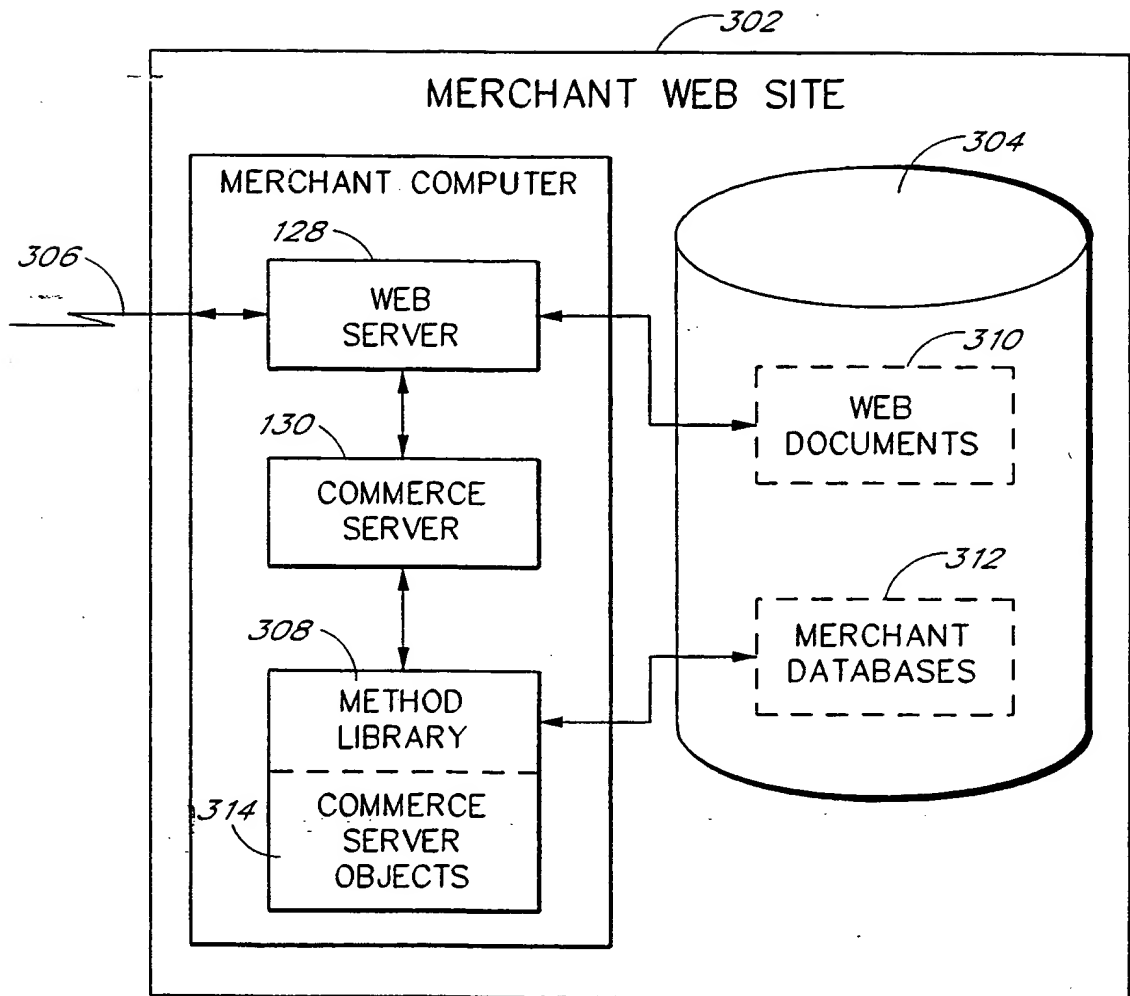 302
MERCHANT WEB SITE
304
MERCHANT COMPUTER
128
306
WEB
SERVER
310
WEB
DOCUMENTS
130
COMMERCE
SERVER
312
MERCHANT
DATABASES
308
METHOD
LIBRARY
314
COMMERCE
SERVER
OBJECTS